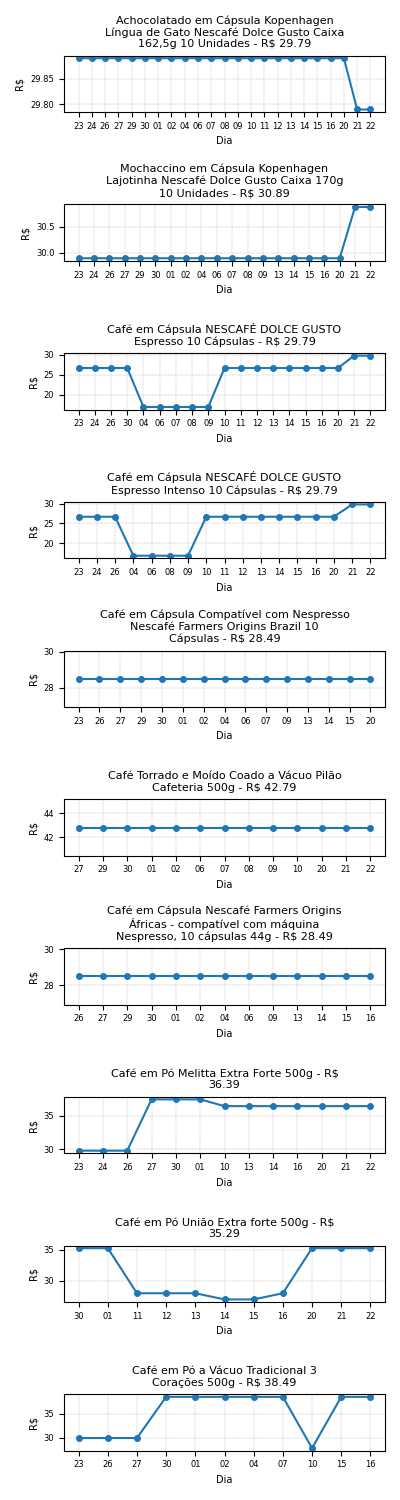 Achocolatado em Cápsula Kopenhagen
Língua de Gato Nescafé Dolce Gusto Caixa
162,5g 10 Unidades - R$ 29.79
R$
29.85
29.80
23 24 26 27 29 30 01 02 04 06 07 08 09 10 11 12 13 14 15 16 20 21 22
Dia
Mochaccino em Cápsula Kopenhagen
Lajotinha Nescafé Dolce Gusto Caixa 170g
10 Unidades - R$ 30.89
R$
30.5
30.0
23 24 26 27 29 30 01 02 04 06 07 08 09 13 14 15 16 20 21 22
Dia
Café em Cápsula NESCAFÉ DOLCE GUSTO
Espresso 10 Cápsulas - R$ 29.79
R$
30
25
20
23 24 26 30 04 06 07 08 09 10 11 12 13 14 15 16 20 21 22
Dia
Café em Cápsula NESCAFÉ DOLCE GUSTO
Espresso Intenso 10 Cápsulas - R$ 29.79
R$
30
25
20
23 24 26 04 06 08 09 10 11 12 13 14 15 16 20 21 22
Dia
Café em Cápsula Compatível com Nespresso
Nescafé Farmers Origins Brazil 10
Cápsulas - R$ 28.49
R$
30
28
23 26 27 29 30 01 02 04 06 07 09 13 14 15 20
Dia
Café Torrado e Moído Coado a Vácuo Pilão
Cafeteria 500g - R$ 42.79
R$
44
42
27 29 30 01 02 06 07 08 09 10 20 21 22
Dia
Café em Cápsula Nescafé Farmers Origins
Áfricas - compatível com máquina
Nespresso, 10 cápsulas 44g - R$ 28.49
R$
30
28
26 27 29 30 01 02 04 06 09 13 14 15 16
Dia
Café em Pó Melitta Extra Forte 500g - R$
36.39
R$
35
30
23 24 26 27 30 01 10 13 14 16 20 21 22
Dia
Café em Pó União Extra forte 500g - R$
35.29
R$
35
30
30 01 11 12 13 14 15 16 20 21 22
Dia
Café em Pó a Vácuo Tradicional 3
Corações 500g - R$ 38.49
R$
35
30
23 26 27 30 01 02 04 07 10 15 16
Dia